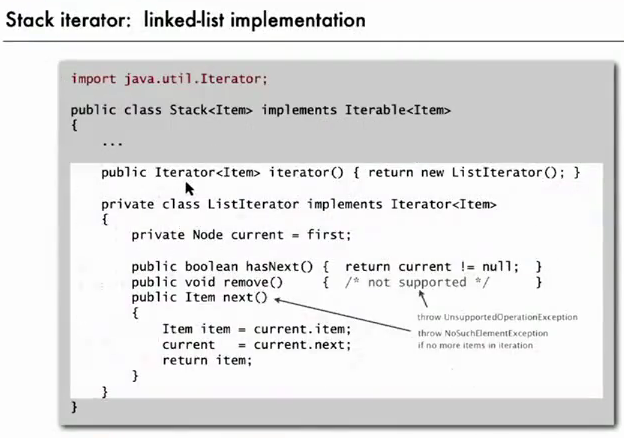 Stack iterator: linked-list implementation
import java.util.Iterator;
public class Stack<Item> implements Iterable<Item>
{
...
public Iterator<Item> iterator() { return new ListIterator(); }
private class ListIterator implements Iterator<Item>
{
private Node current = first;
public boolean hasNext() { return current != null; }
public void remove() { /* not supported */ }
public Item next()
{
throw UnsupportedOperationException
Item item = current.item;
throw NoSuchElementException
current = current.next;
if no more items in iteration
return item;
}
}
}